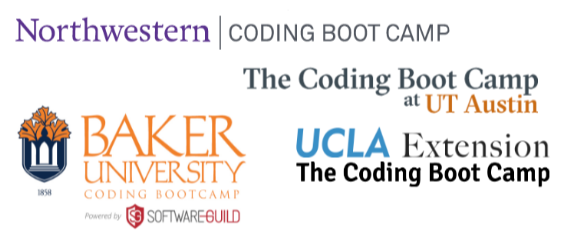 Northwestern | CODING BOOT CAMP
The Coding Boot Camp
at UT Austin
BAKER
UNIVERSITY
CODING BOOTCAMP
1858
Powered by SG SOFTWARE GUILD
UCLA Extension
The Coding Boot Camp